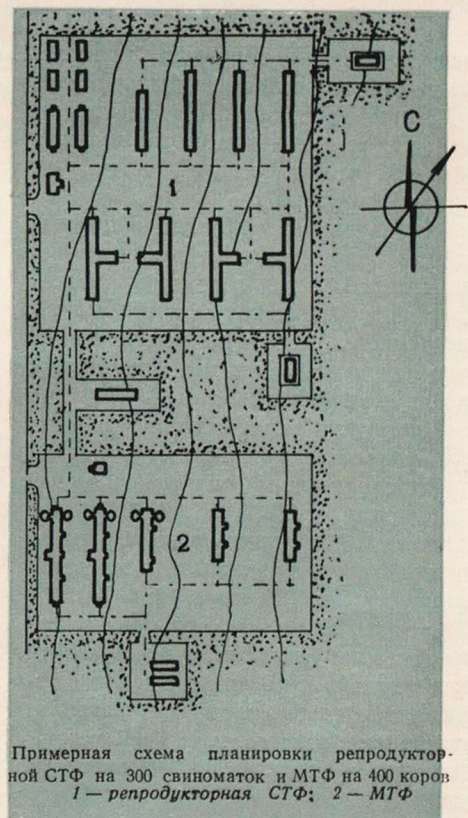 С
1
2
Примерная схема планировки репродуктор-
ной СТФ на 300 свиноматок и МТФ на 400 коров
1 — репродукторная СТФ; 2 — МТФ